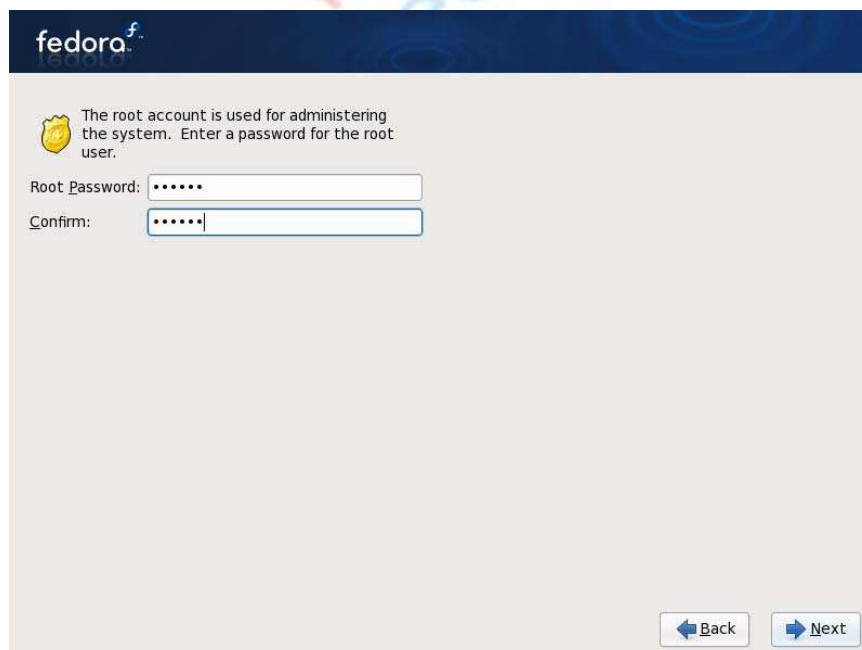 fedora
The root account is used for administering
the system. Enter a password for the root
user.
Root Password: ••••••
Confirm: ••••••
Back Next